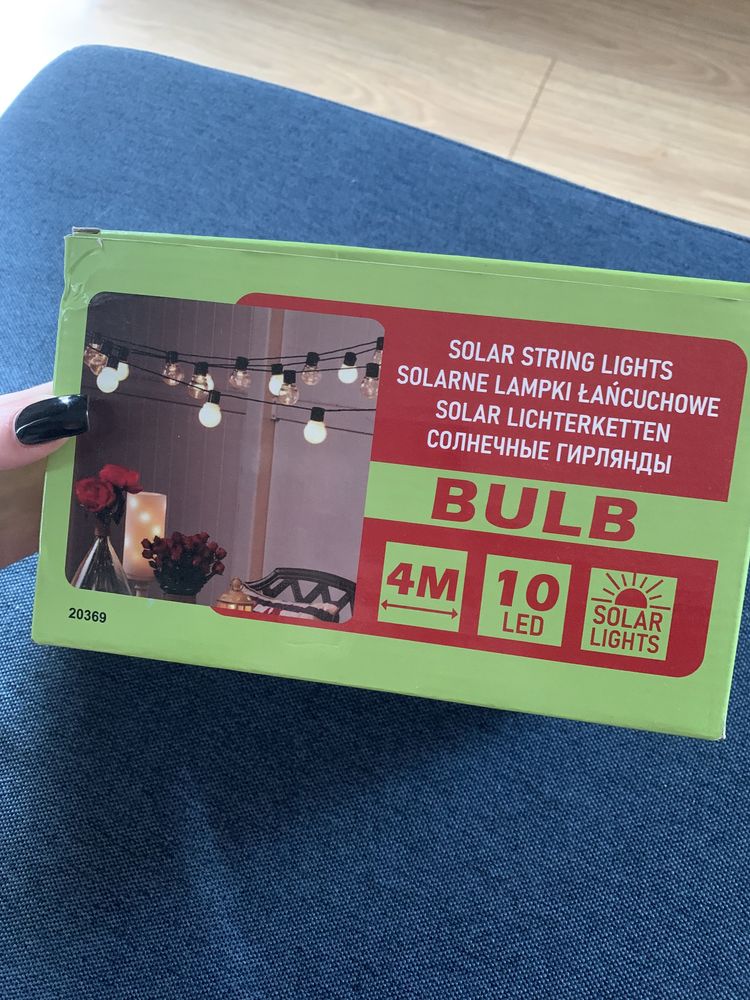 SOLAR STRING LIGHTS
SOLARNE LAMPKI ŁAŃCUCHOWE
SOLAR LICHTERKETTEN
СОЛНЕЧНЫЕ ГИРЛЯНДЫ
BULB
4M
10
LED
SOLAR
LIGHTS
20369